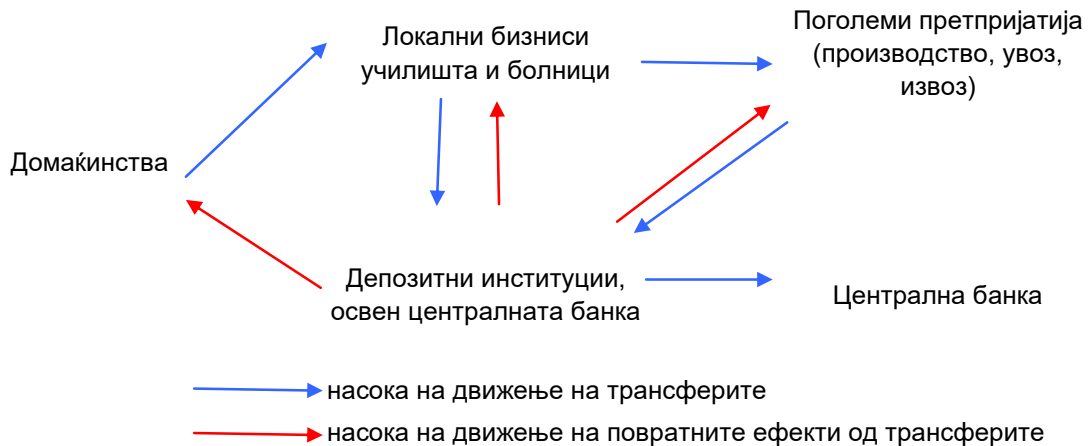 Локални бизниси
училишта и болници
Поголеми претпријатија
(производство, увоз,
извоз)
Домаќинства
Депозитни институции,
освен централната банка
Централна банка
насока на движење на трансферите
насока на движење на повратните ефекти од трансферите